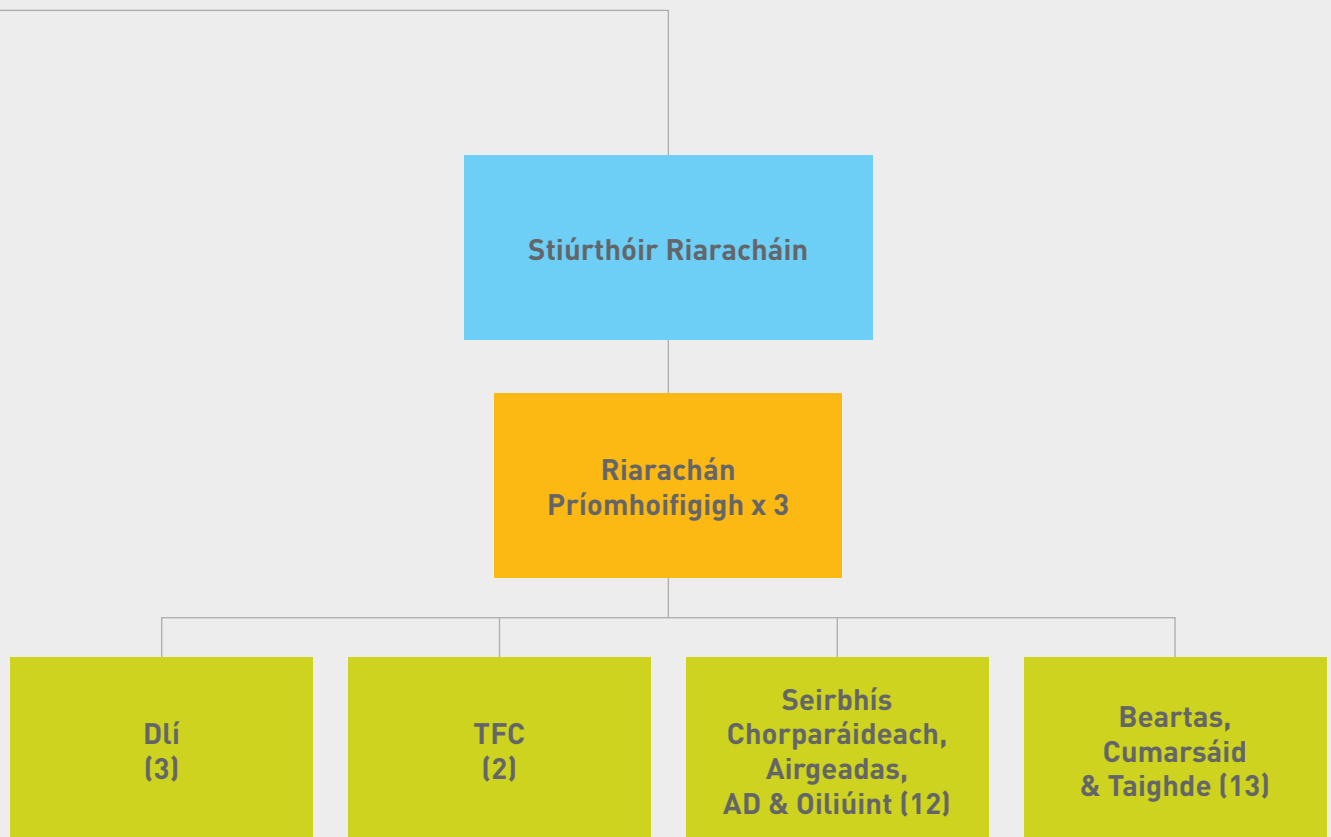 Stiúrthóir Riaracháin
Riarachán
Príomhoifigigh x 3
Dlí
(3)
TFC
(2)
Seirbhís
Chorparáideach,
Airgeadas,
AD & Oiliúint (12)
Beartas,
Cumarsáid
& Taighde (13)